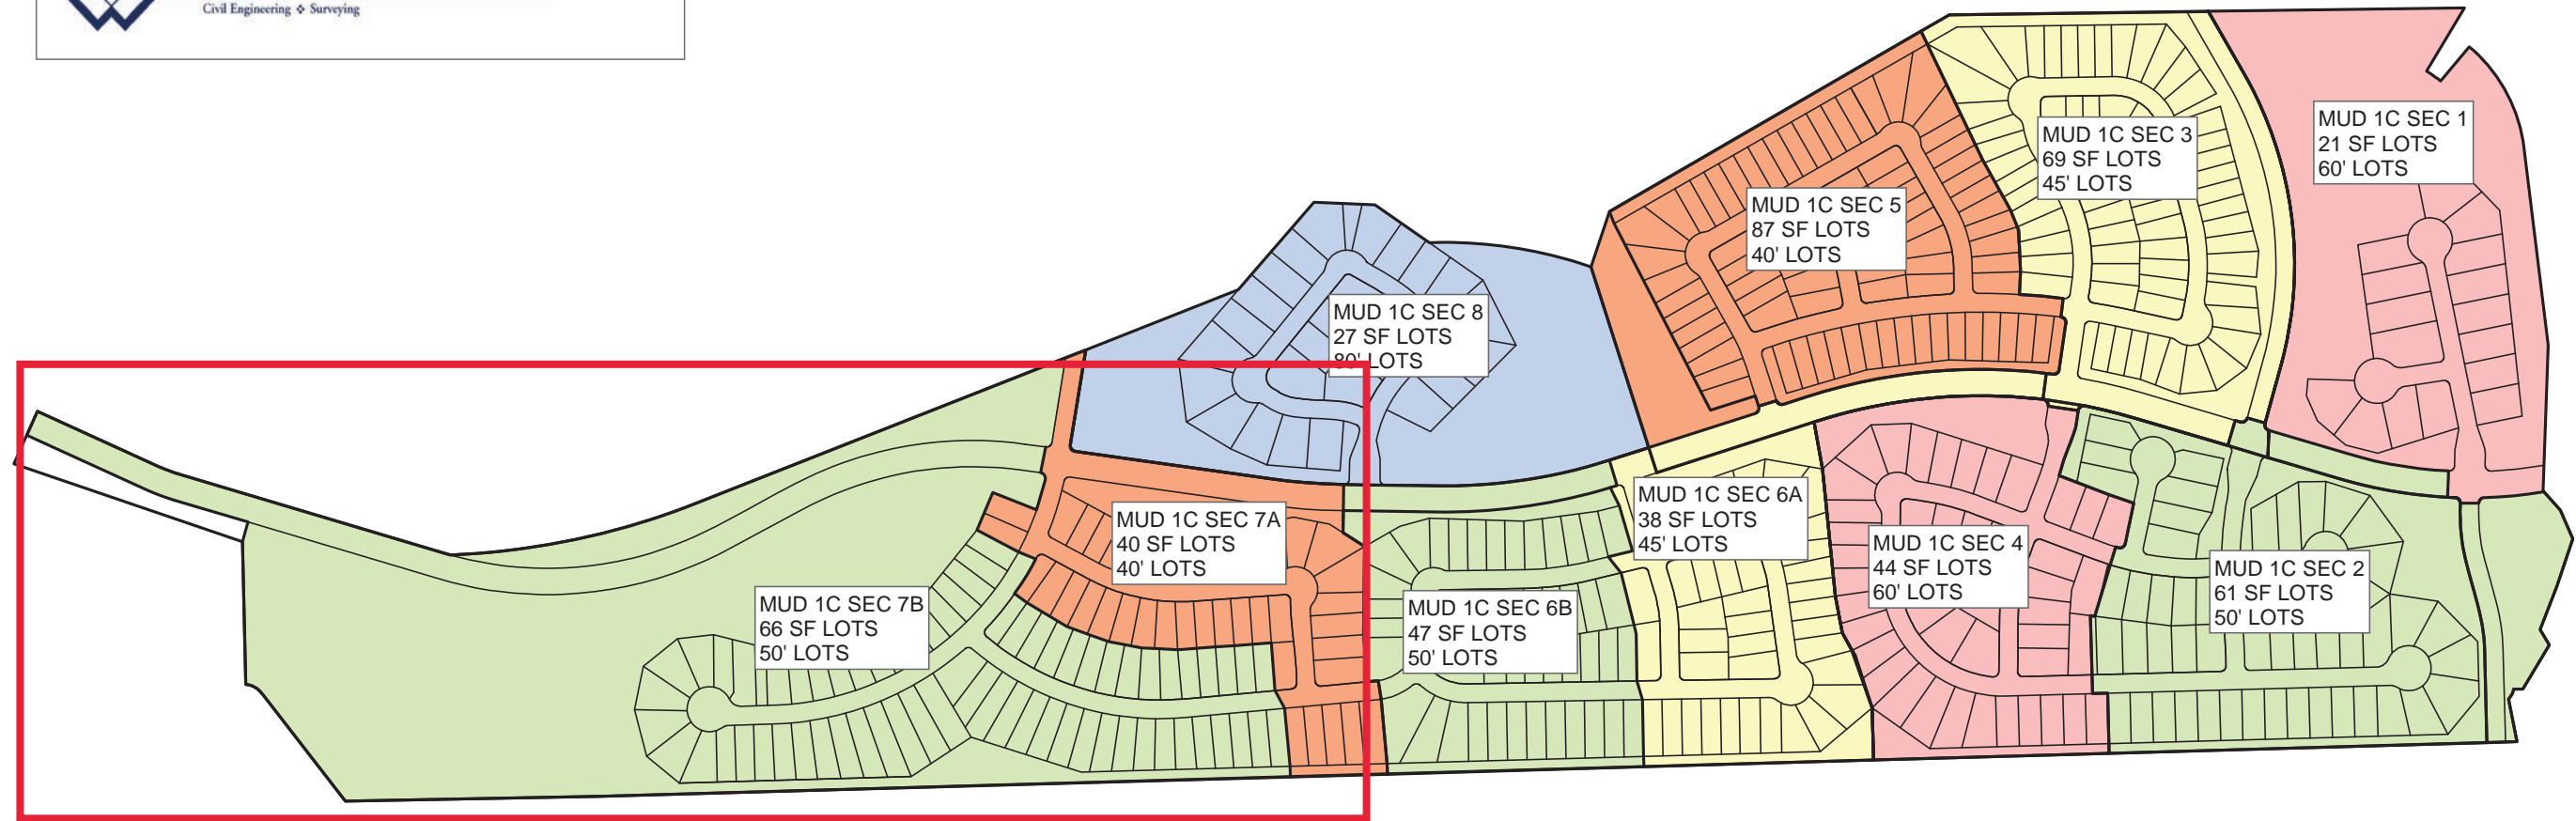 Civil Engineering ❖ Surveying
MUD 1C SEC 1
21 SF LOTS
60' LOTS
MUD 1C SEC 3
69 SF LOTS
45' LOTS
MUD 1C SEC 5
87 SF LOTS
40' LOTS
MUD 1C SEC 8
27 SF LOTS
80' LOTS
MUD 1C SEC 6A
38 SF LOTS
45' LOTS
MUD 1C SEC 7A
40 SF LOTS
40' LOTS
MUD 1C SEC 4
44 SF LOTS
60' LOTS
MUD 1C SEC 2
61 SF LOTS
50' LOTS
MUD 1C SEC 7B
66 SF LOTS
50' LOTS
MUD 1C SEC 6B
47 SF LOTS
50' LOTS